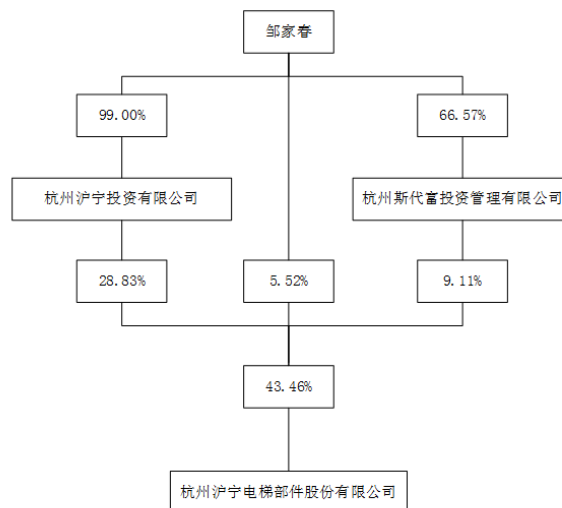 邹家春
99.00%
66.57%
杭州沪宁投资有限公司
杭州斯代富投资管理有限公司
28.83%
5.52%
9.11%
43.46%
杭州沪宁电梯部件股份有限公司